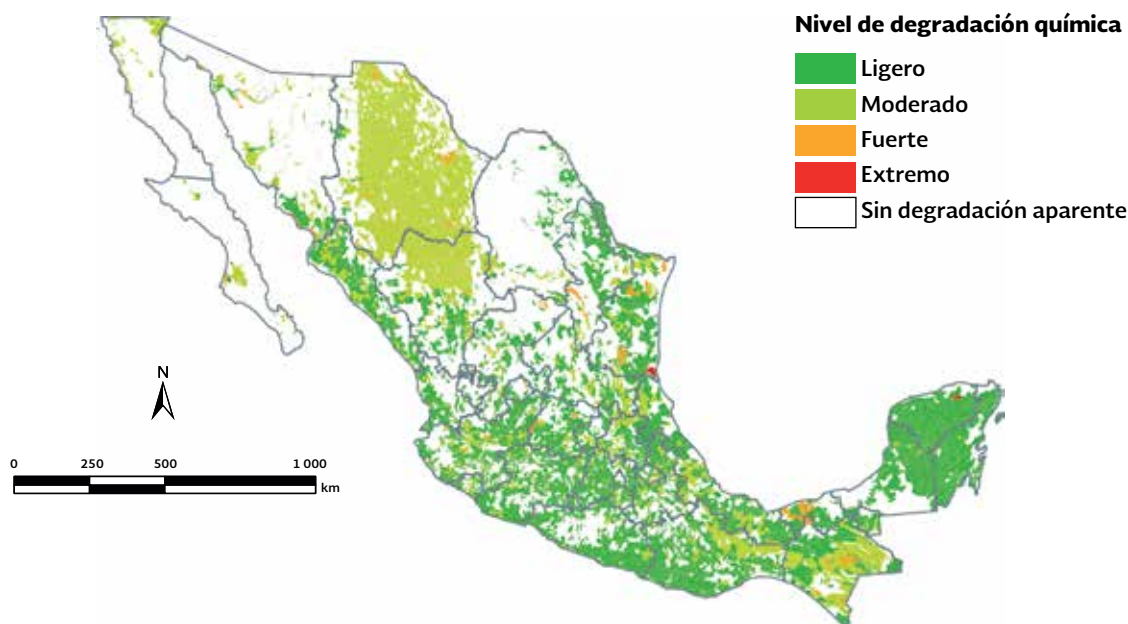 Nivel de degradación química
Ligero
Moderado
Fuerte
Extremo
Sin degradación aparente
N
0 250 500 1 000
km